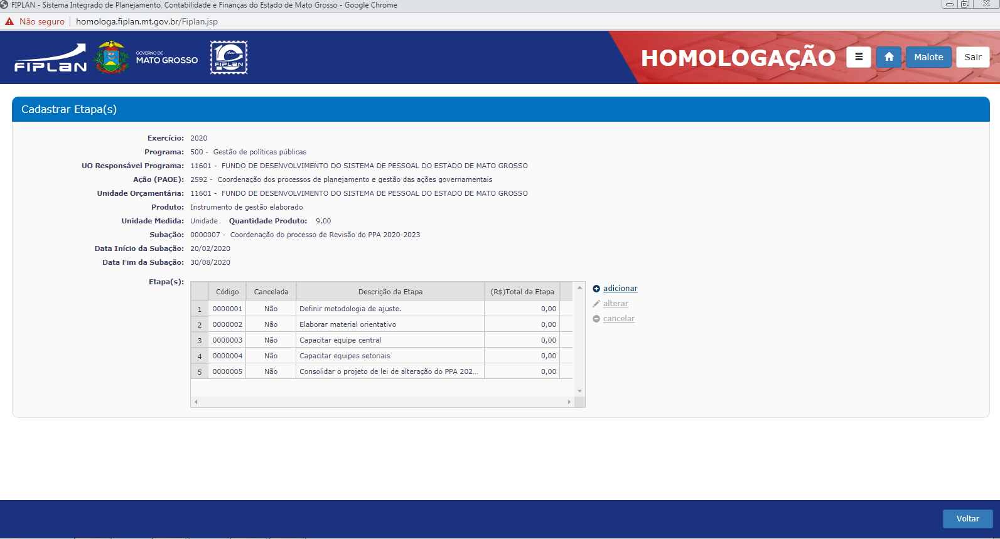 FIPLAN - Sistema Integrado de Planejamento, Contabilidade e Finanças do Estado de Mato Grosso - Google Chrome
Não seguro | homologa.fiplan.mt.gov.br/Fiplan.jsp
FIPLAN
GOVERNO DE
MATO GROSSO
10 Anos
FIPLAN
HOMOLOGAÇÃO
Malote
Sair
Cadastrar Etapa(s)
Exercício: 2020
Programa: 500 - Gestão de políticas públicas
UO Responsável Programa: 11601 - FUNDO DE DESENVOLVIMENTO DO SISTEMA DE PESSOAL DO ESTADO DE MATO GROSSO
Ação (PAOE): 2592 - Coordenação dos processos de planejamento e gestão das ações governamentais
Unidade Orçamentária: 11601 - FUNDO DE DESENVOLVIMENTO DO SISTEMA DE PESSOAL DO ESTADO DE MATO GROSSO
Produto: Instrumento de gestão elaborado
Unidade Medida: Unidade Quantidade Produto: 9,00
Subação: 0000007 - Coordenação do processo de Revisão do PPA 2020-2023
Data Início da Subação: 20/02/2020
Data Fim da Subação: 30/08/2020
Etapa(s):
Código Cancelada Descrição da Etapa (R$)Total da Etapa
1 0000001 Não Definir metodologia de ajuste. 0,00
2 0000002 Não Elaborar material orientativo 0,00
3 0000003 Não Capacitar equipe central 0,00
4 0000004 Não Capacitar equipes setoriais 0,00
5 0000005 Não Consolidar o projeto de lei de alteração do PPA 202... 0,00
adicionar
alterar
cancelar
Voltar